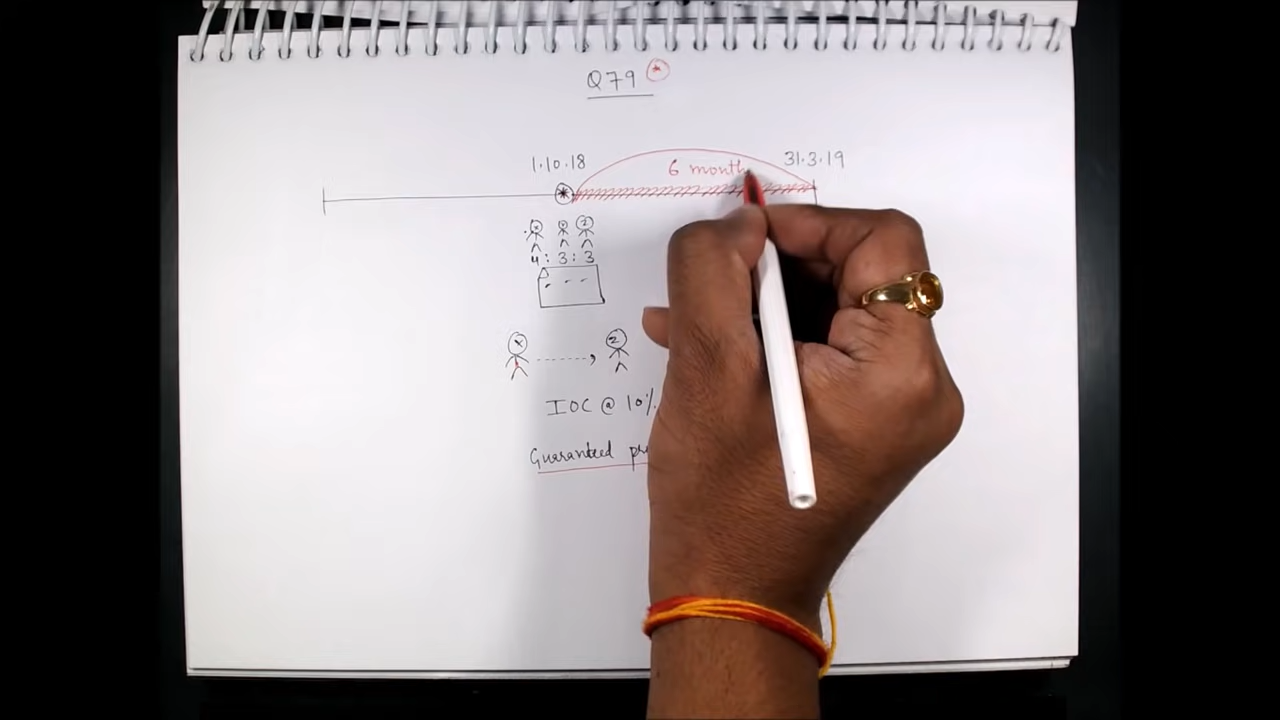 Q79
1.10.18
31.3.19
6 month
4 : 3 : 3
x
z
IOC @ 10%
Guaranteed